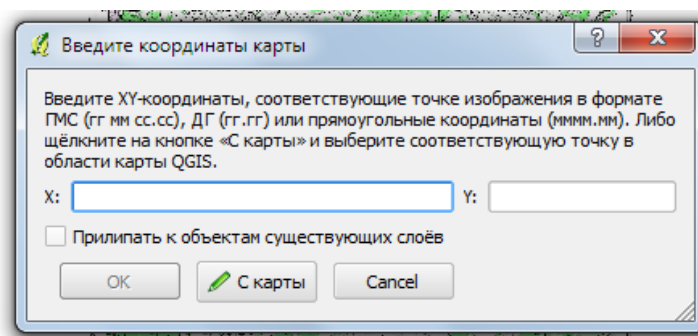 Введите координаты карты
Введите XY-координаты, соответствующие точке изображения в формате
ГМС (гг мм сс.сс), ДГ (гг.гг) или прямоугольные координаты (мммм.мм). Либо
щёлкните на кнопке «С карты» и выберите соответствующую точку в
области карты QGIS.
X: Y:
Прилипать к объектам существующих слоёв
OK С карты Cancel